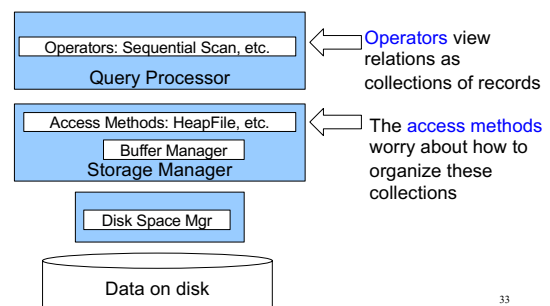 Operators: Sequential Scan, etc.
Query Processor
Operators view
relations as
collections of records
Access Methods: HeapFile, etc.
Buffer Manager
Storage Manager
The access methods
worry about how to
organize these
collections
Disk Space Mgr
Data on disk
33